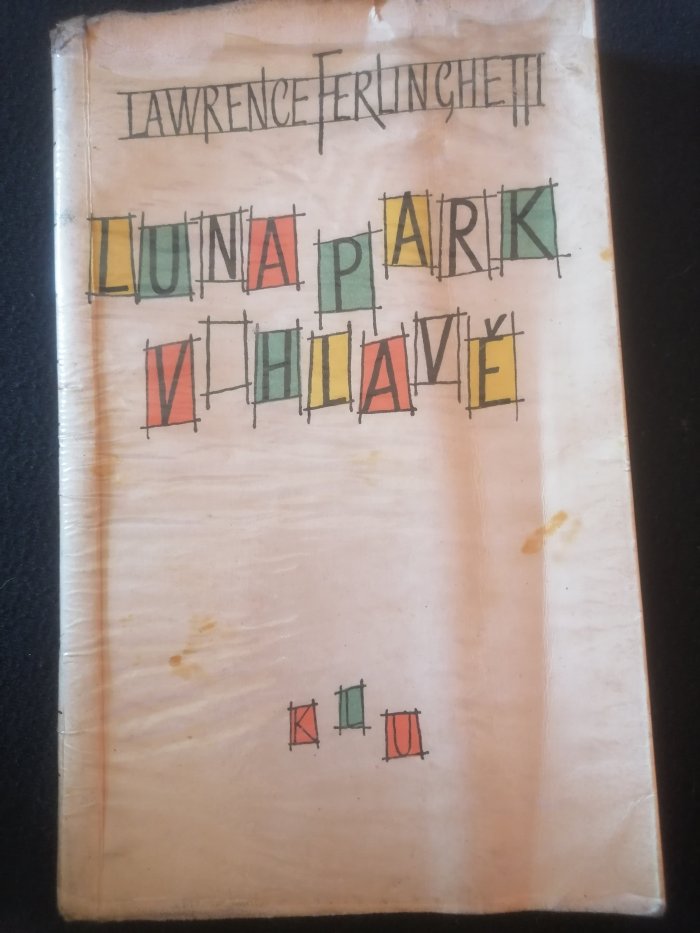 LAWRENCE FERLINGHETTI
LUNAPARK
V HLAVĚ
KLU